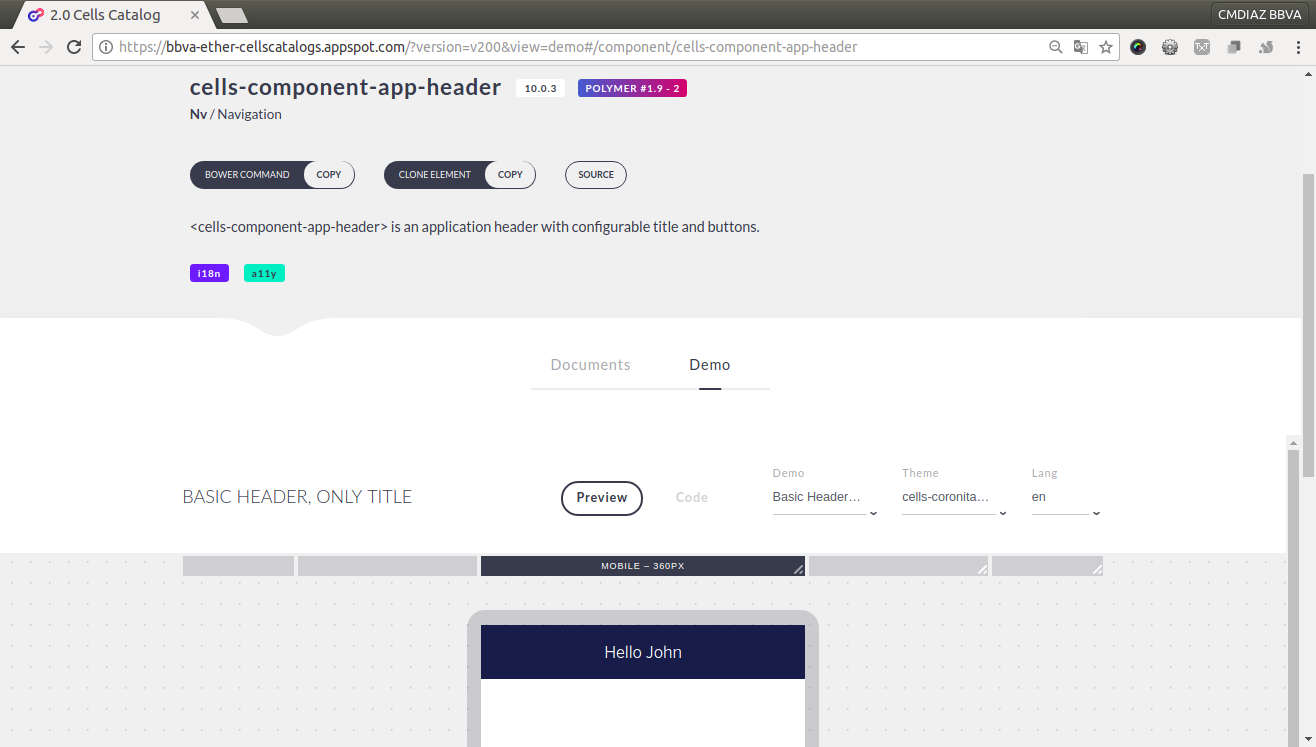 2.0 Cells Catalog
CMDIAZ BBVA
https://bbva-ether-cellscatalogs.appspot.com/?version=v200&view=demo#/component/cells-component-app-header
TXT
cells-component-app-header 10.0.3 POLYMER #1.9 - 2
Nv / Navigation
BOWER COMMAND COPY CLONE ELEMENT COPY SOURCE
<cells-component-app-header> is an application header with configurable title and buttons.
i18n a11y
Documents Demo
Demo Theme Lang
BASIC HEADER, ONLY TITLE Preview Code Basic Header… cells-coronita… en
MOBILE – 360PX
Hello John